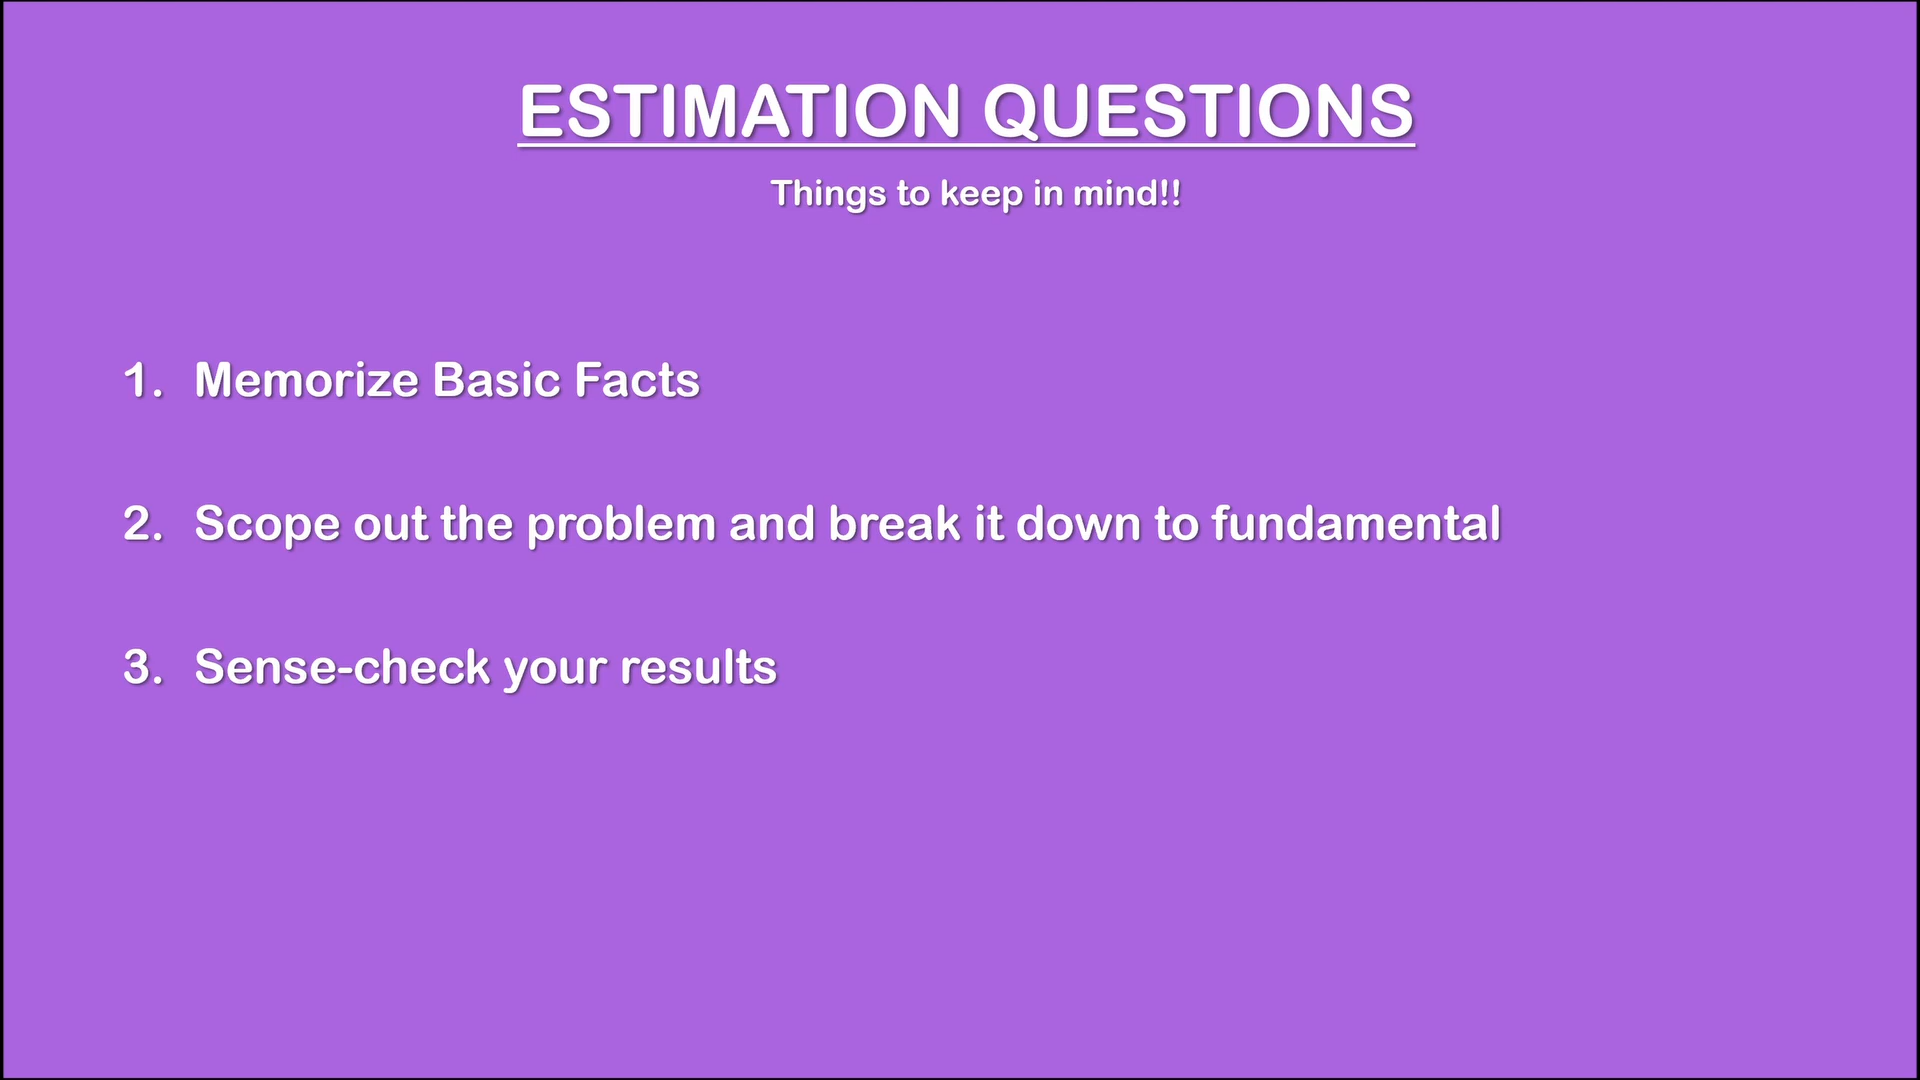 ESTIMATION QUESTIONS
Things to keep in mind!!
1. Memorize Basic Facts
2. Scope out the problem and break it down to fundamental
3. Sense-check your results